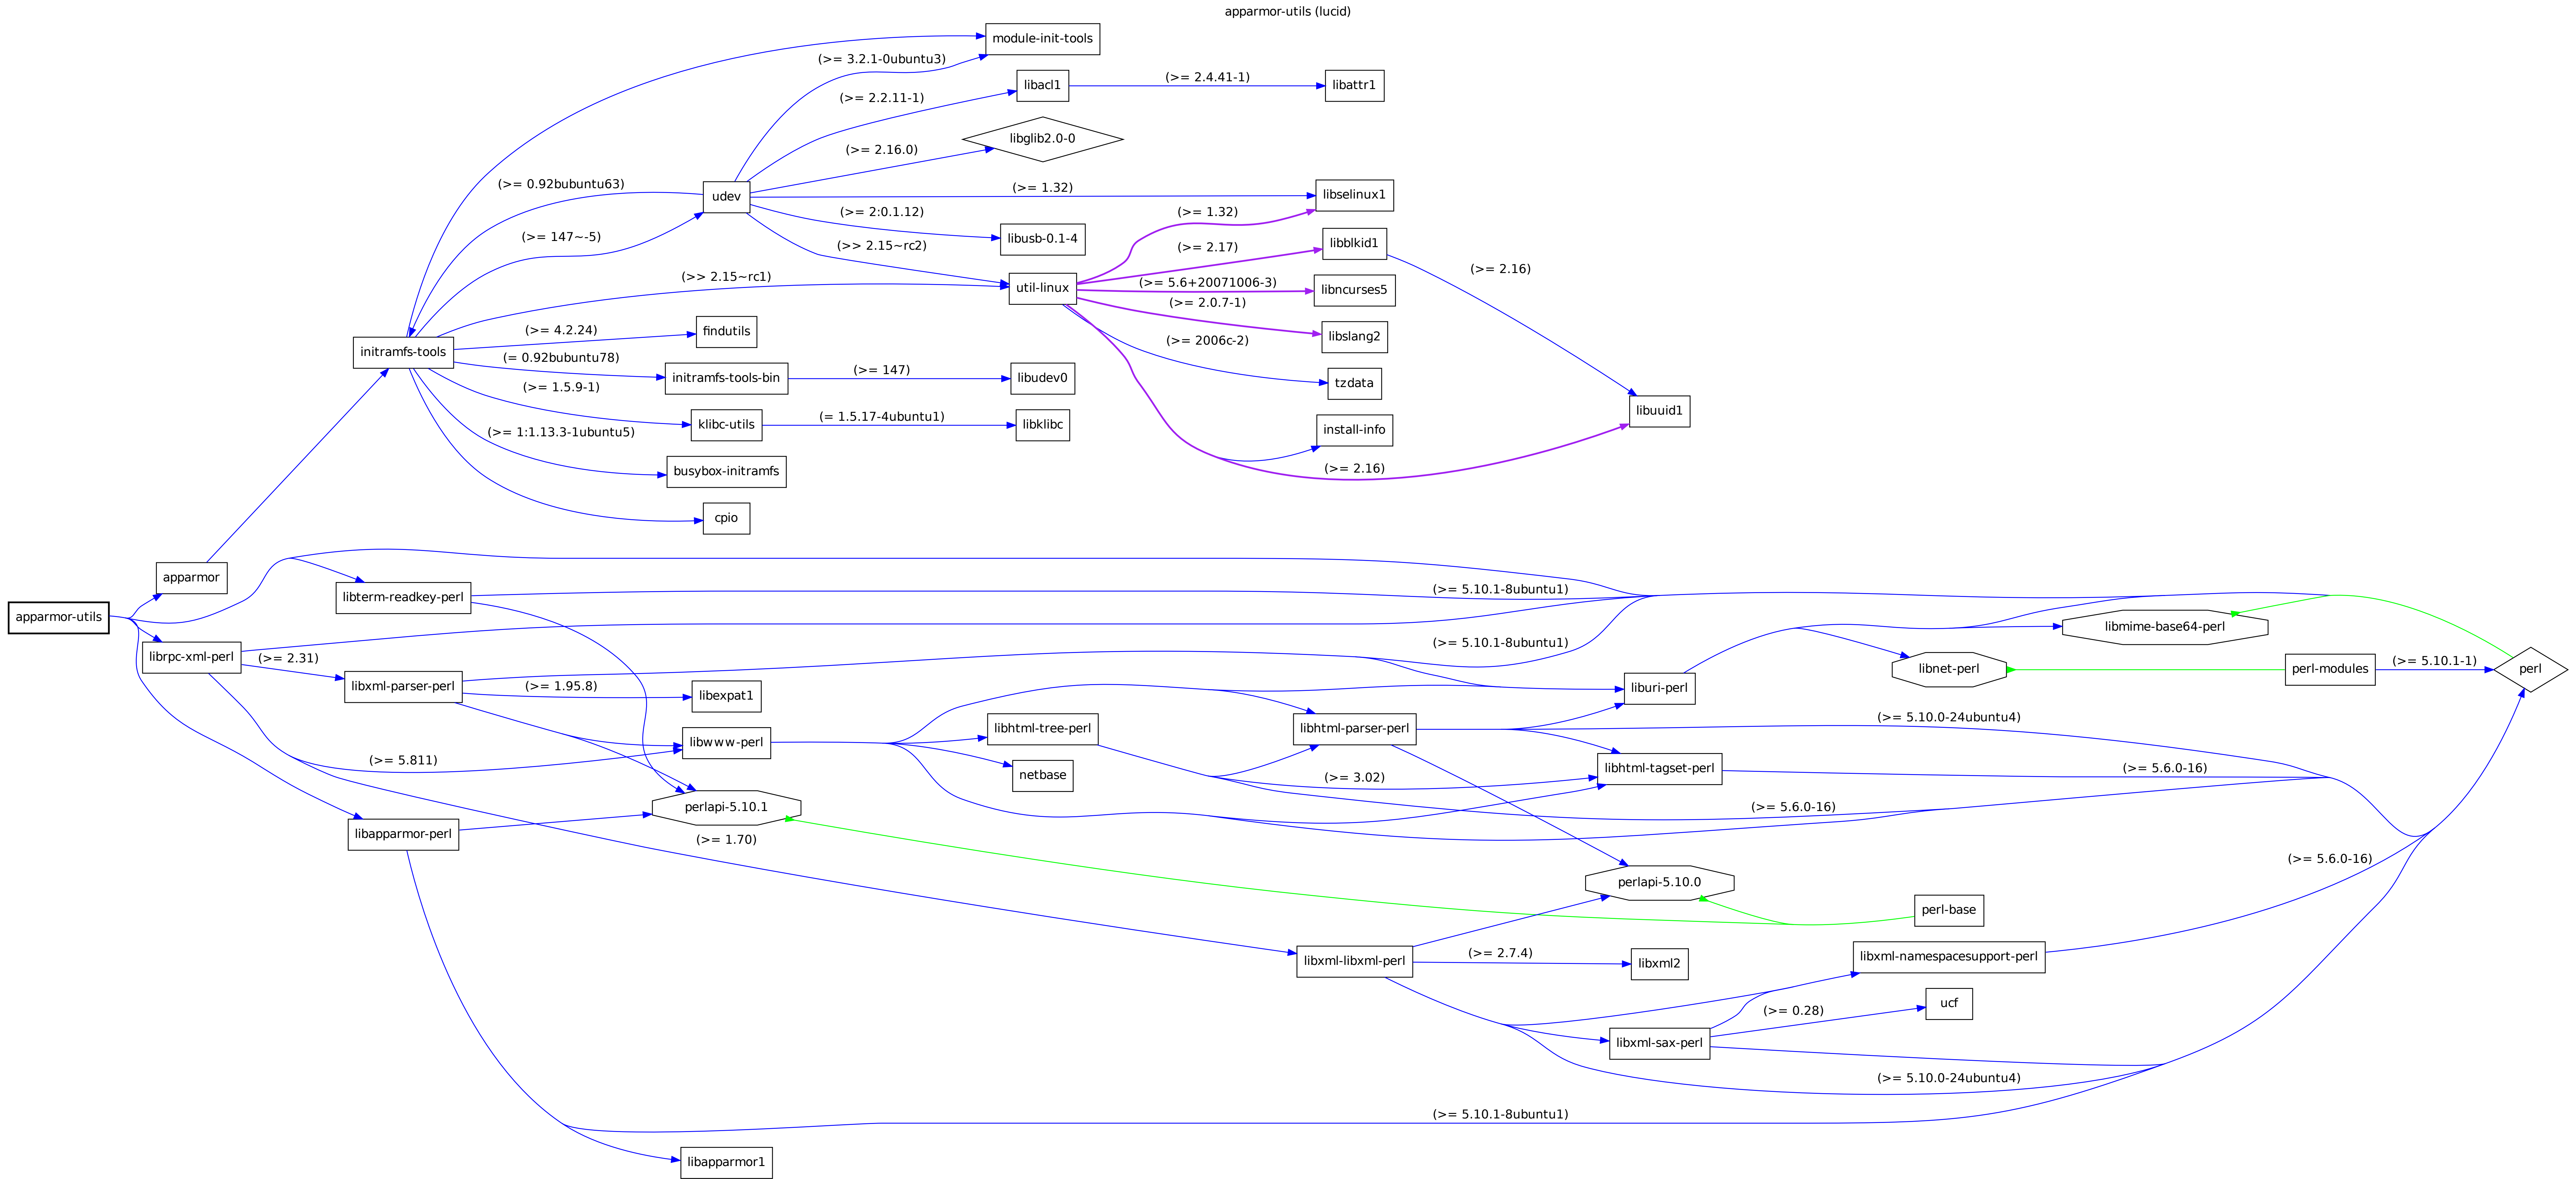 apparmor-utils (lucid)
module-init-tools
(>= 3.2.1-0ubuntu3)
libacl1
(>= 2.4.41-1)
libattr1
(>= 2.2.11-1)
libglib2.0-0
(>= 2.16.0)
(>= 0.92bubuntu63)
udev
(>= 1.32)
libselinux1
(>= 2:0.1.12)
(>= 1.32)
(>= 147~-5)
libusb-0.1-4
(>> 2.15~rc2)
(>= 2.17)
libblkid1
(>= 2.16)
(>> 2.15~rc1)
util-linux
(>= 5.6+20071006-3)
libncurses5
(>= 2.0.7-1)
(>= 4.2.24)
findutils
libslang2
(>= 2006c-2)
initramfs-tools
(= 0.92bubuntu78)
initramfs-tools-bin
(>= 147)
libudev0
tzdata
(>= 1.5.9-1)
libuuid1
klibc-utils
(= 1.5.17-4ubuntu1)
libklibc
install-info
(>= 1:1.13.3-1ubuntu5)
busybox-initramfs
(>= 2.16)
cpio
apparmor
(>= 5.10.1-8ubuntu1)
libterm-readkey-perl
apparmor-utils
libmime-base64-perl
(>= 5.10.1-8ubuntu1)
librpc-xml-perl
(>= 2.31)
(>= 5.10.1-1)
libnet-perl
perl-modules
perl
libxml-parser-perl
(>= 1.95.8)
libexpat1
liburi-perl
(>= 5.10.0-24ubuntu4)
libhtml-tree-perl
libhtml-parser-perl
libwww-perl
(>= 5.811)
netbase
(>= 3.02)
libhtml-tagset-perl
(>= 5.6.0-16)
perlapi-5.10.1
(>= 5.6.0-16)
libapparmor-perl
(>= 1.70)
(>= 5.6.0-16)
perlapi-5.10.0
perl-base
(>= 2.7.4)
libxml-libxml-perl
libxml2
libxml-namespacesupport-perl
(>= 0.28)
ucf
libxml-sax-perl
(>= 5.10.0-24ubuntu4)
(>= 5.10.1-8ubuntu1)
libapparmor1